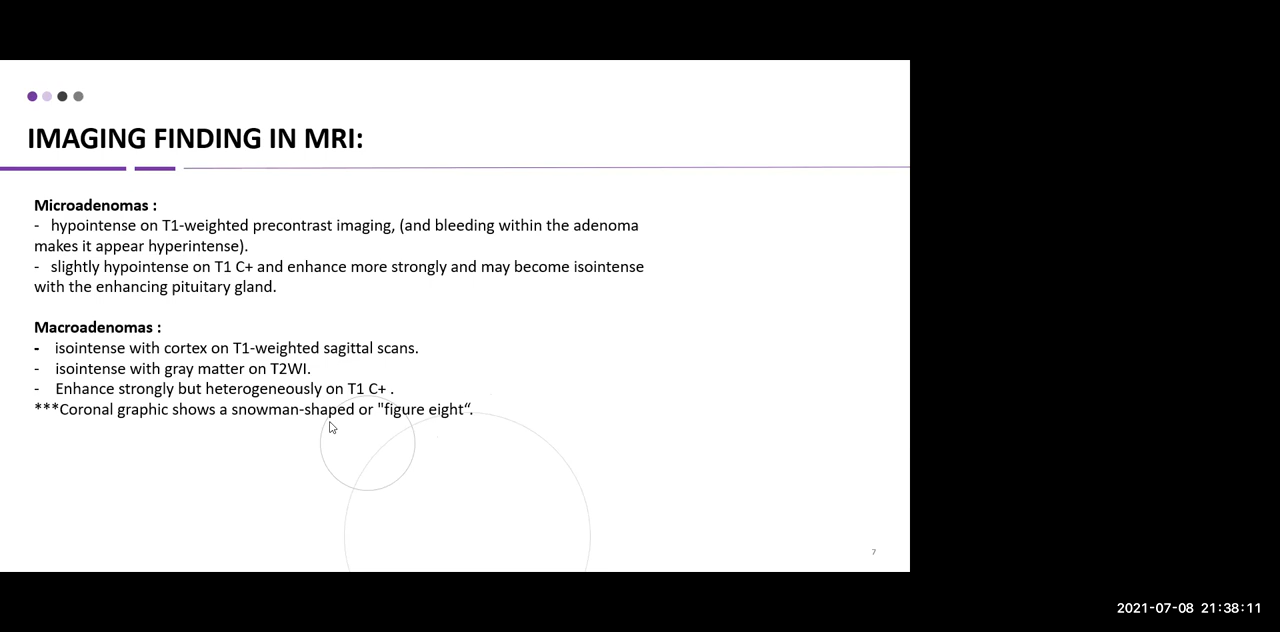 IMAGING FINDING IN MRI:
Microadenomas :
- hypointense on T1-weighted precontrast imaging, (and bleeding within the adenoma
makes it appear hyperintense).
- slightly hypointense on T1 C+ and enhance more strongly and may become isointense
with the enhancing pituitary gland.
Macroadenomas :
- isointense with cortex on T1-weighted sagittal scans.
- isointense with gray matter on T2WI.
- Enhance strongly but heterogeneously on T1 C+ .
***Coronal graphic shows a snowman-shaped or "figure eight“.
7
2021-07-08 21:38:11